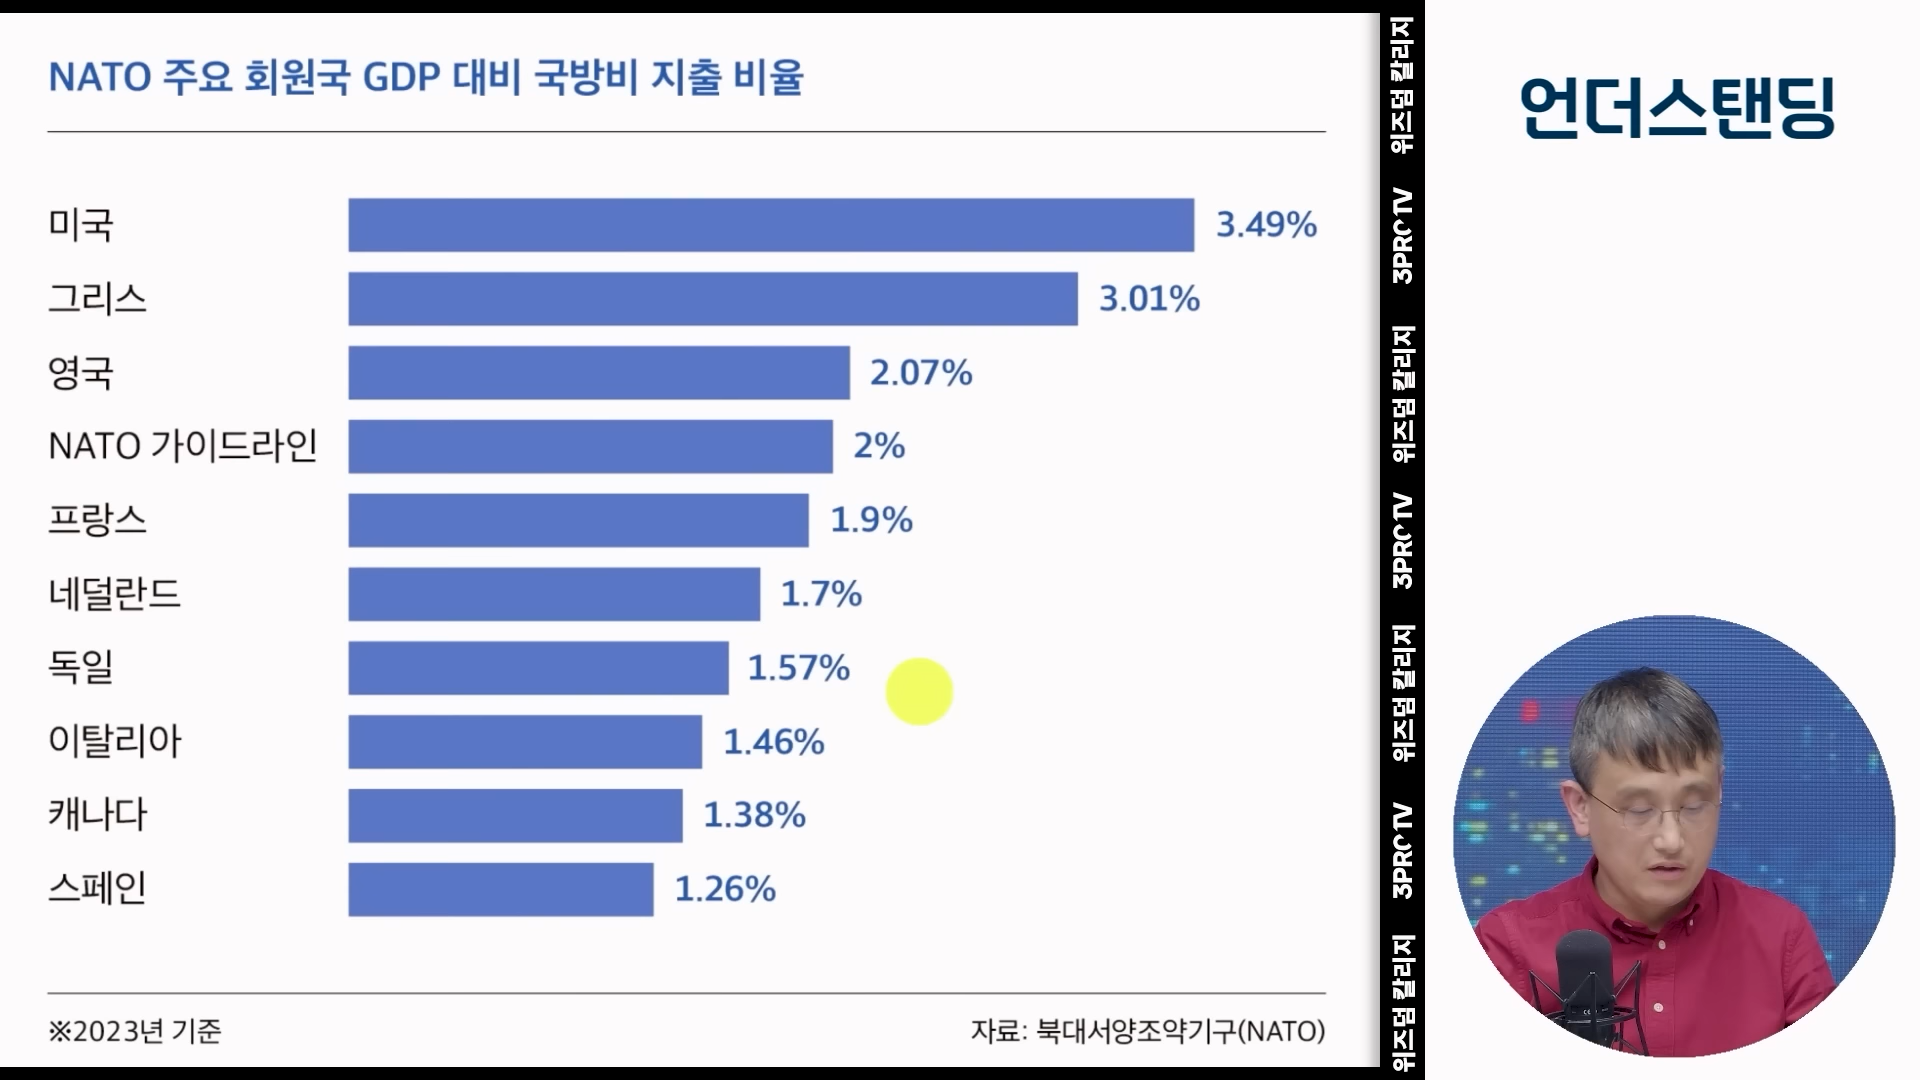 NATO 주요 회원국 GDP 대비 국방비 지출 비율
미국 3.49%
그리스 3.01%
영국 2.07%
NATO 가이드라인 2%
프랑스 1.9%
네덜란드 1.7%
독일 1.57%
이탈리아 1.46%
캐나다 1.38%
스페인 1.26%
※2023년 기준
자료: 북대서양조약기구(NATO)
위즈덤 칼리지
3PROTV
위즈덤 칼리지
3PROTV
위즈덤 칼리지
3PROTV
위즈덤 칼리지
언더스탠딩